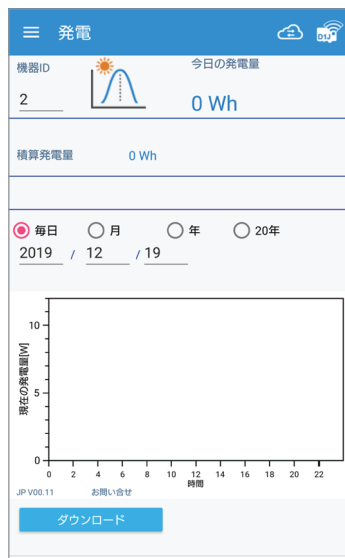 発電
機器ID
今日の発電量
2
0 Wh
積算発電量 0 Wh
毎日 月 年 20年
2019 / 12 / 19
現在の発電量[W]
10
5
0
0 2 4 6 8 10 12 14 16 18 20 22
時間
JP V00.11 お問い合せ
ダウンロード